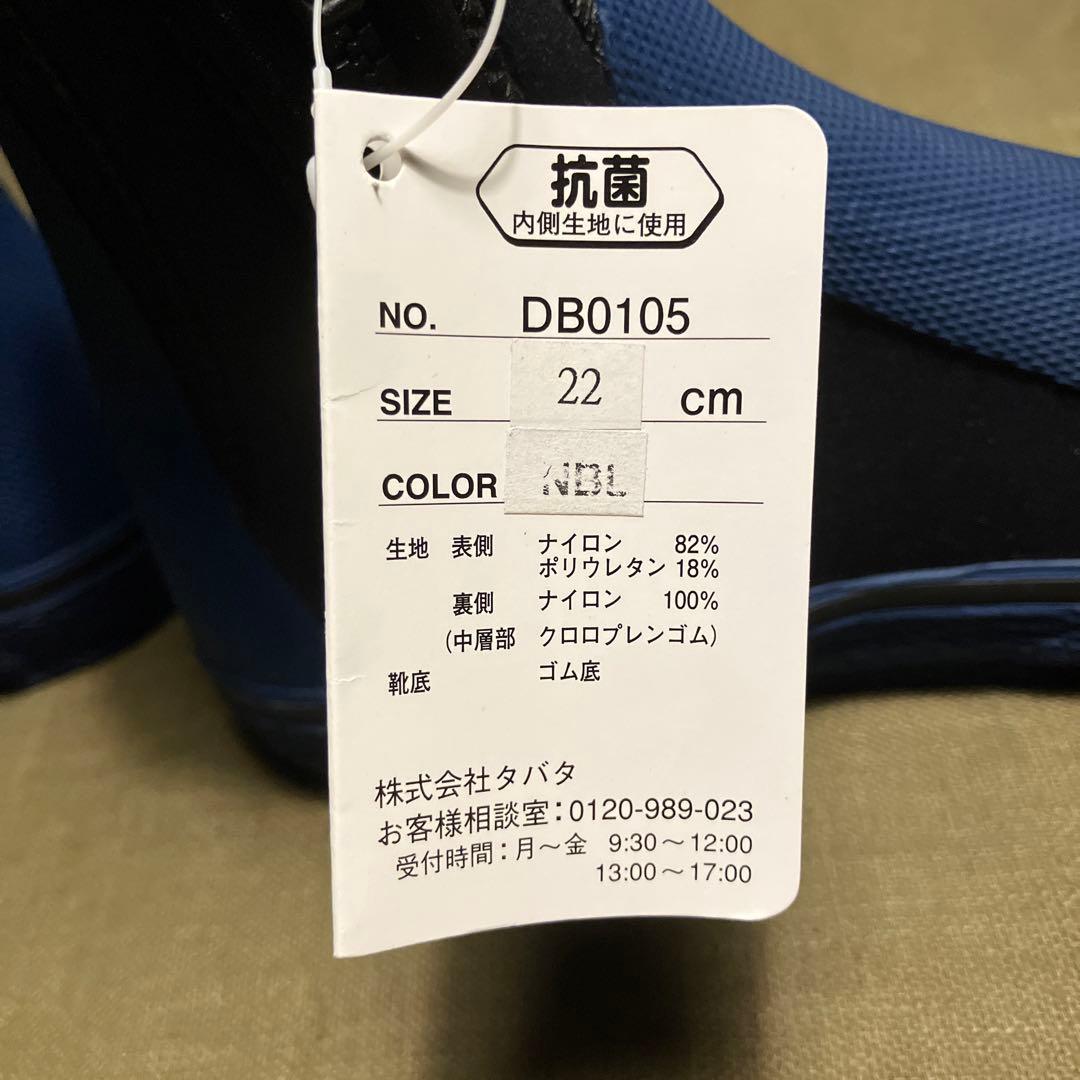 抗菌
内側生地に使用
NO. DB0105
SIZE 22 cm
COLOR NBL
生地 表側 ナイロン 82%
ポリウレタン 18%
裏側 ナイロン 100%
(中層部 クロロプレンゴム)
靴底 ゴム底
株式会社タバタ
お客様相談室：0120-989-023
受付時間：月～金 9:30～12:00
13:00～17:00